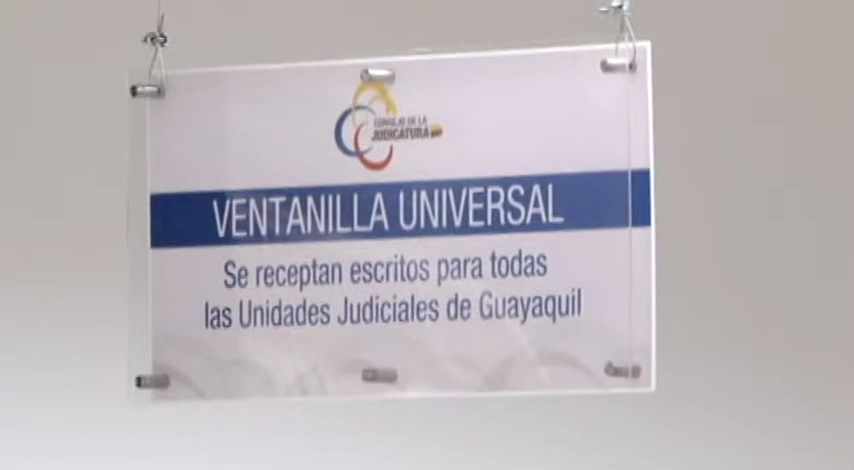 CONSEJO DE LA
JUDICATURA
VENTANILLA UNIVERSAL
Se receptan escritos para todas
las Unidades Judiciales de Guayaquil